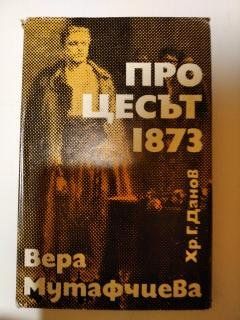 ПРО
ЦЕСЪТ
1873
Хр.Г.Данов
Вера
Мутафчиева